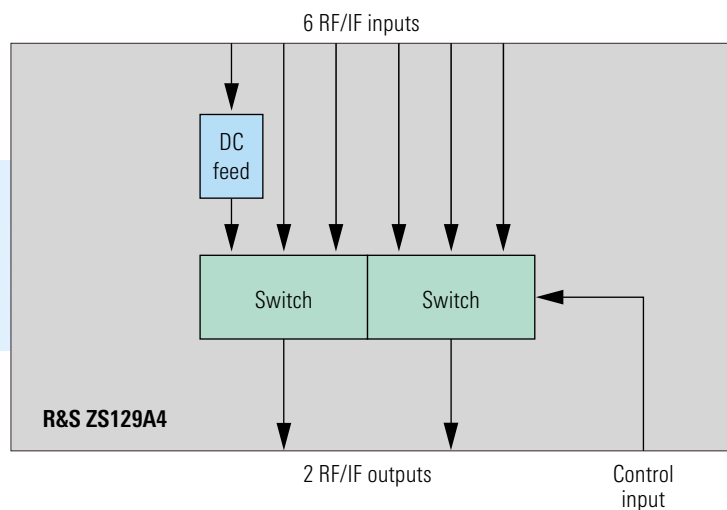 6 RF/IF inputs
DC
feed
Switch
Switch
R&S ZS129A4
2 RF/IF outputs
Control
input